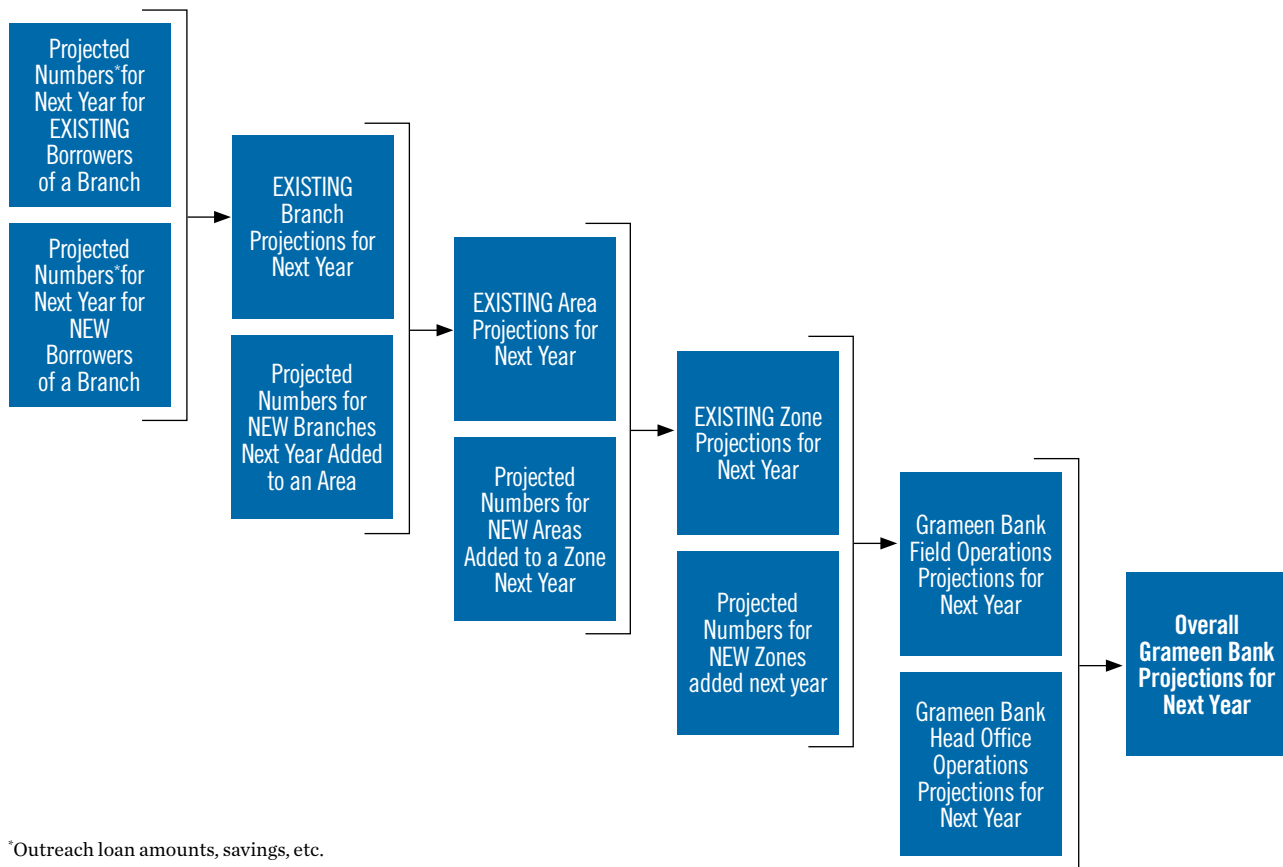 Projected
Numbers*for
Next Year for
EXISTING
Borrowers
of a Branch
Projected
Numbers*for
Next Year for
NEW
Borrowers
of a Branch
EXISTING
Branch
Projections for
Next Year
Projected
Numbers for
NEW Branches
Next Year Added
to an Area
EXISTING Area
Projections for
Next Year
Projected
Numbers for
NEW Areas
Added to a Zone
Next Year
EXISTING Zone
Projections for
Next Year
Projected
Numbers for
NEW Zones
added next year
Grameen Bank
Field Operations
Projections for
Next Year
Grameen Bank
Head Office
Operations
Projections for
Next Year
Overall
Grameen Bank
Projections for
Next Year
*Outreach loan amounts, savings, etc.